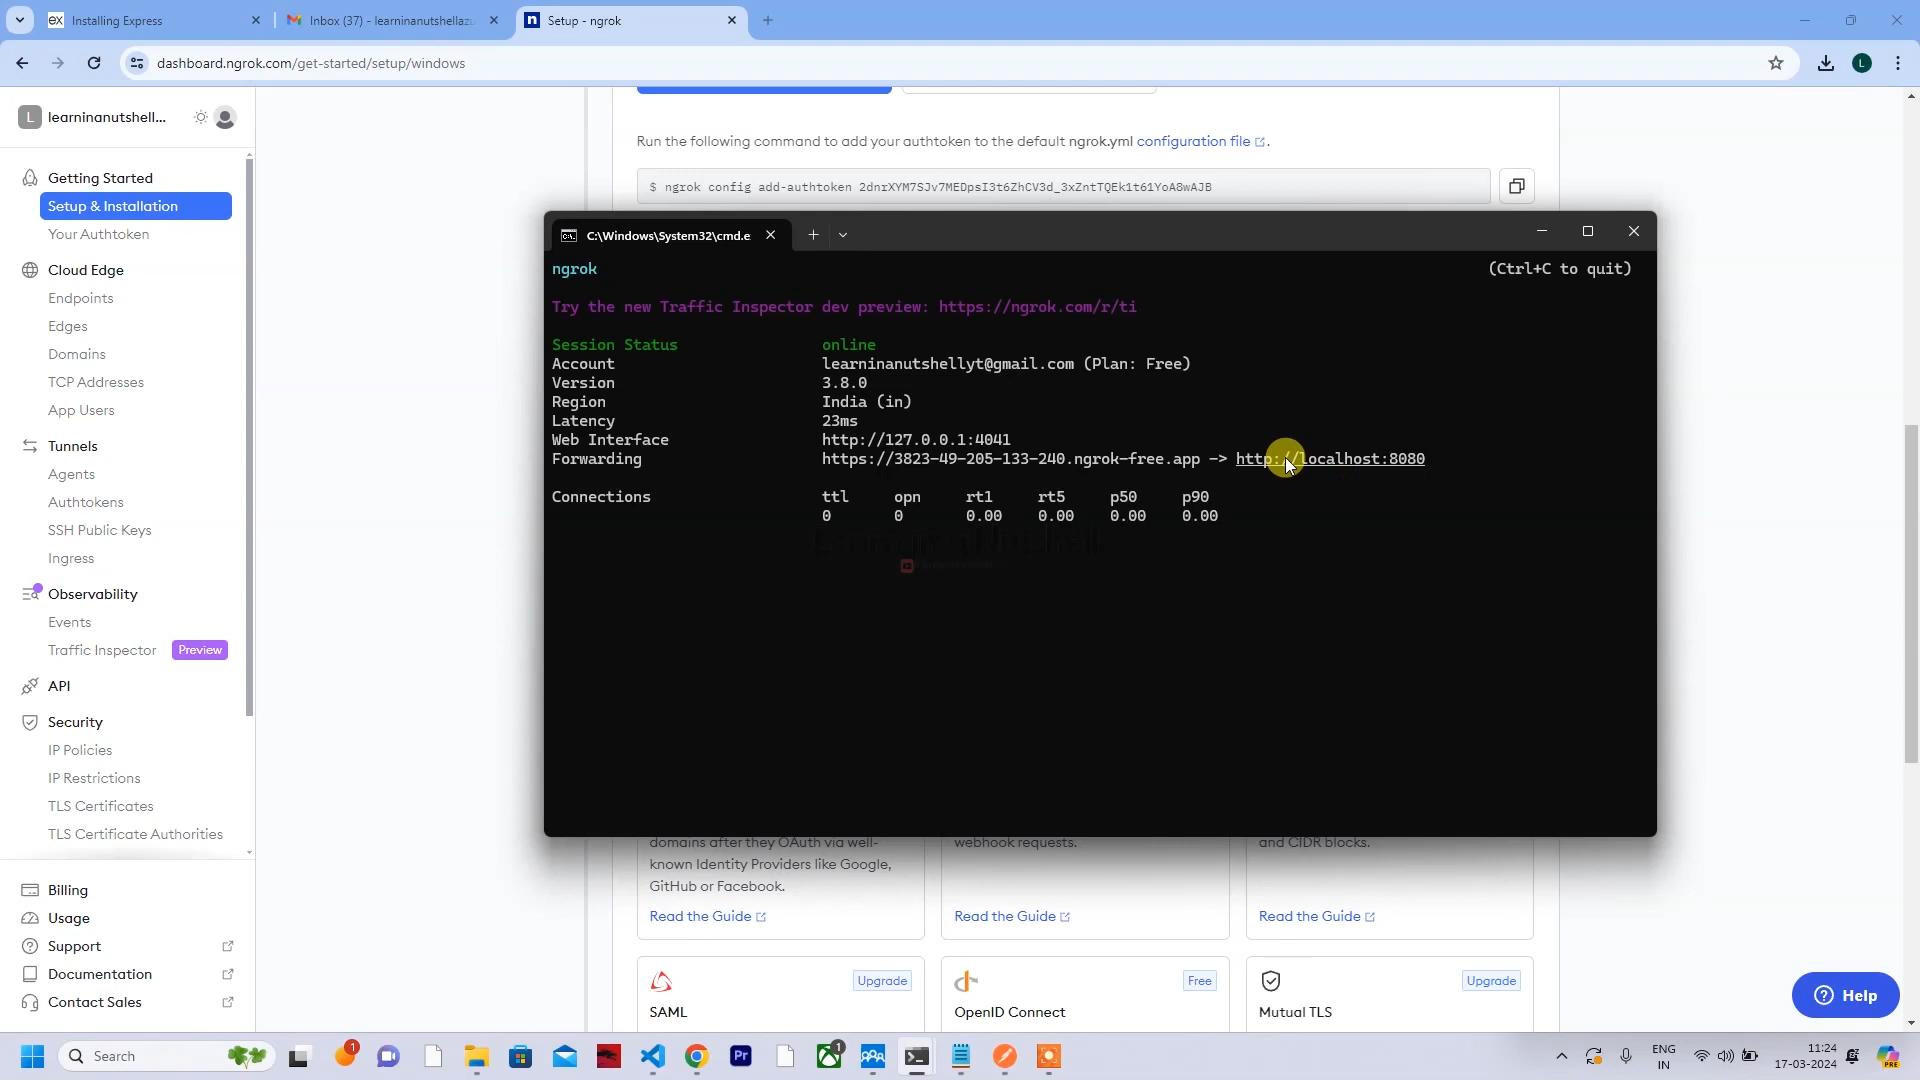 Installing Express
Inbox (37) - learninanutshellaz
Setup - ngrok
dashboard.ngrok.com/get-started/setup/windows
L
L
learninanutshell...
Getting Started
Setup & Installation
Your Authtoken
Cloud Edge
Endpoints
Edges
Domains
TCP Addresses
App Users
Tunnels
Agents
Authtokens
SSH Public Keys
Ingress
Observability
Events
Traffic Inspector Preview
API
Security
IP Policies
IP Restrictions
TLS Certificates
TLS Certificate Authorities
Billing
Usage
Support
Documentation
Contact Sales
Run the following command to add your authtoken to the default ngrok.yml configuration file.
$ ngrok config add-authtoken 2dnrXYM7SJv7MEDpsI3t6ZhCV3d_3xZntTQEk1t61YoA8wAJB
C:\Windows\System32\cmd.e
ngrok (Ctrl+C to quit)
Try the new Traffic Inspector dev preview: https://ngrok.com/r/ti
Session Status online
Account learninanutshellyt@gmail.com (Plan: Free)
Version 3.8.0
Region India (in)
Latency 23ms
Web Interface http://127.0.0.1:4041
Forwarding https://3823-49-205-133-240.ngrok-free.app -> http://localhost:8080
Connections ttl opn rt1 rt5 p50 p90
0 0 0.00 0.00 0.00 0.00
domains after they OAuth via well-
known Identity Providers like Google,
GitHub or Facebook.
Read the Guide
webhook requests.
Read the Guide
and CIDR blocks.
Read the Guide
Upgrade
SAML
Free
OpenID Connect
Upgrade
Mutual TLS
Help
Search
1
Pr
1
ENG
IN
11:24
17-03-2024
PRE